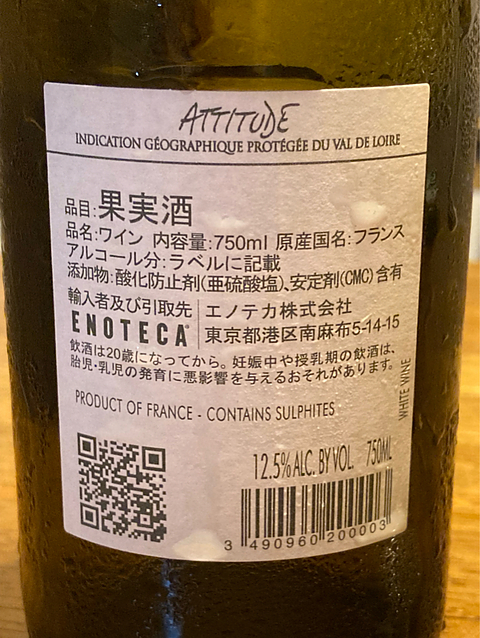 ATTITUDE
INDICATION GÉOGRAPHIQUE PROTÉGÉE DU VAL DE LOIRE
品目:果実酒
品名:ワイン 内容量:750ml 原産国名:フランス
アルコール分:ラベルに記載
添加物:酸化防止剤(亜硫酸塩)、安定剤(CMC)含有
輸入者及び引取先
ENOTECA
エノテカ株式会社
東京都港区南麻布5-14-15
飲酒は20歳になってから。妊娠中や授乳期の飲酒は、
胎児・乳児の発育に悪影響を与えるおそれがあります。
WHITE WINE
PRODUCT OF FRANCE - CONTAINS SULPHITES
12.5% ALC. BY VOL. 750ML
3 490960 200003